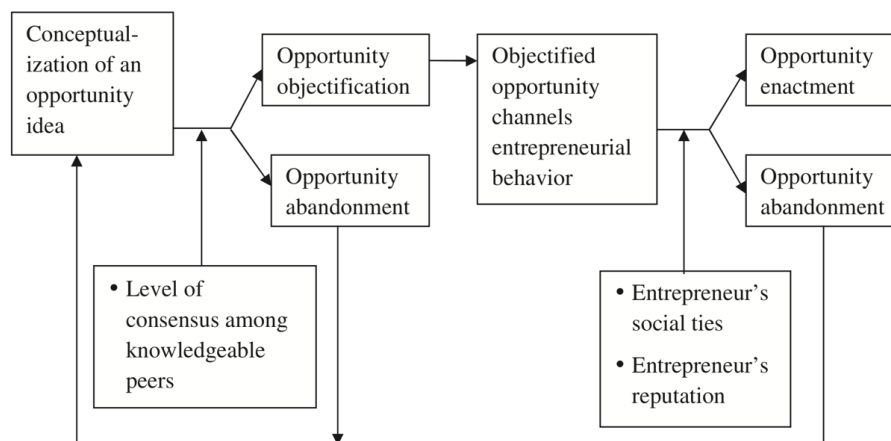 Conceptual-
ization of an
opportunity
idea
Opportunity
objectification
Opportunity
abandonment
• Level of
consensus among
knowledgeable
peers
Objectified
opportunity
channels
entrepreneurial
behavior
Opportunity
enactment
Opportunity
abandonment
• Entrepreneur's
social ties
• Entrepreneur's
reputation